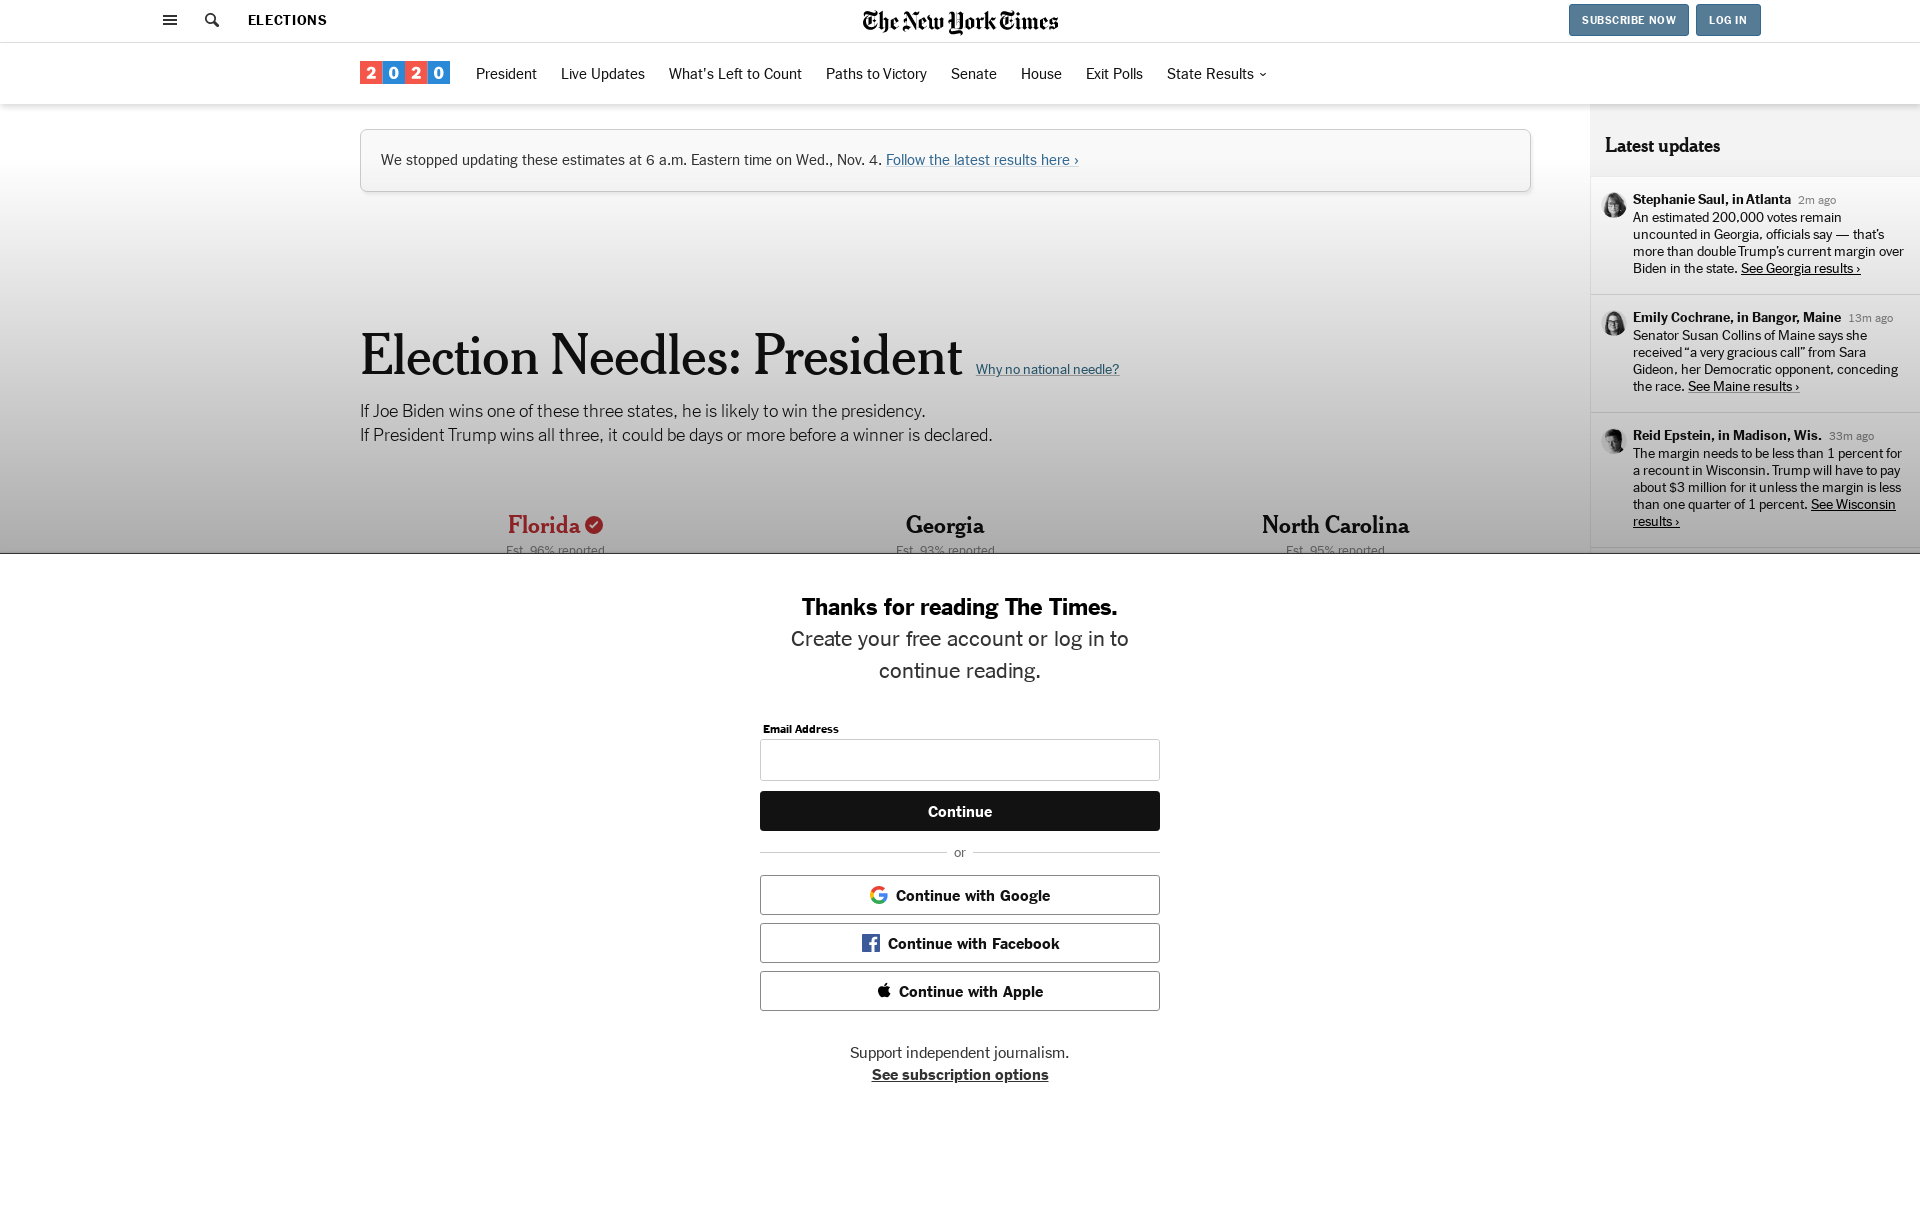 ELECTIONS
The New York Times
SUBSCRIBE NOW
LOG IN
2020
President
Live Updates
What's Left to Count
Paths to Victory
Senate
House
Exit Polls
State Results
We stopped updating these estimates at 6 a.m. Eastern time on Wed., Nov. 4. Follow the latest results here ›
Election Needles: President
Why no national needle?
If Joe Biden wins one of these three states, he is likely to win the presidency.
If President Trump wins all three, it could be days or more before a winner is declared.
Florida
Est. 96% reported
Georgia
Est. 93% reported
North Carolina
Est. 95% reported
Latest updates
Stephanie Saul, in Atlanta 2m ago
An estimated 200,000 votes remain
uncounted in Georgia, officials say — that's
more than double Trump's current margin over
Biden in the state. See Georgia results ›
Emily Cochrane, in Bangor, Maine 13m ago
Senator Susan Collins of Maine says she
received “a very gracious call” from Sara
Gideon, her Democratic opponent, conceding
the race. See Maine results ›
Reid Epstein, in Madison, Wis. 33m ago
The margin needs to be less than 1 percent for
a recount in Wisconsin. Trump will have to pay
about $3 million for it unless the margin is less
than one quarter of 1 percent. See Wisconsin
results ›
Thanks for reading The Times.
Create your free account or log in to
continue reading.
Email Address
Continue
or
Continue with Google
Continue with Facebook
Continue with Apple
Support independent journalism.
See subscription options